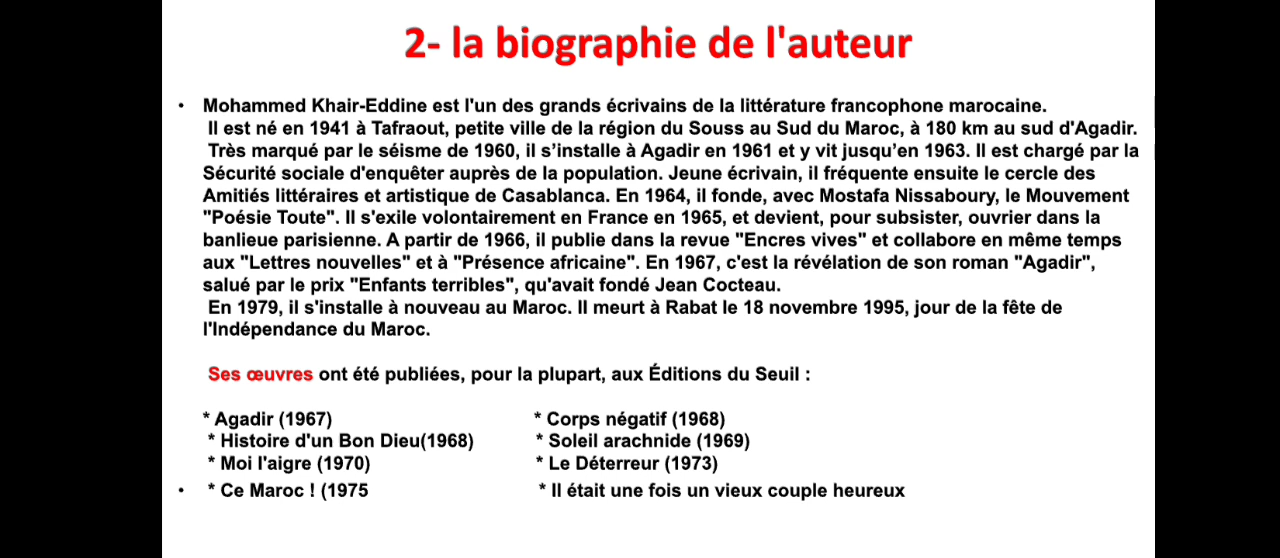 2- la biographie de l'auteur
• Mohammed Khair-Eddine est l'un des grands écrivains de la littérature francophone marocaine.
Il est né en 1941 à Tafraout, petite ville de la région du Souss au Sud du Maroc, à 180 km au sud d'Agadir.
Très marqué par le séisme de 1960, il s’installe à Agadir en 1961 et y vit jusqu’en 1963. Il est chargé par la
Sécurité sociale d'enquêter auprès de la population. Jeune écrivain, il fréquente ensuite le cercle des
Amitiés littéraires et artistique de Casablanca. En 1964, il fonde, avec Mostafa Nissaboury, le Mouvement
"Poésie Toute". Il s'exile volontairement en France en 1965, et devient, pour subsister, ouvrier dans la
banlieue parisienne. A partir de 1966, il publie dans la revue "Encres vives" et collabore en même temps
aux "Lettres nouvelles" et à "Présence africaine". En 1967, c'est la révélation de son roman "Agadir",
salué par le prix "Enfants terribles", qu'avait fondé Jean Cocteau.
En 1979, il s'installe à nouveau au Maroc. Il meurt à Rabat le 18 novembre 1995, jour de la fête de
l'Indépendance du Maroc.
Ses œuvres ont été publiées, pour la plupart, aux Éditions du Seuil :
* Agadir (1967) * Corps négatif (1968)
* Histoire d'un Bon Dieu(1968) * Soleil arachnide (1969)
* Moi l'aigre (1970) * Le Déterreur (1973)
• * Ce Maroc ! (1975 * Il était une fois un vieux couple heureux